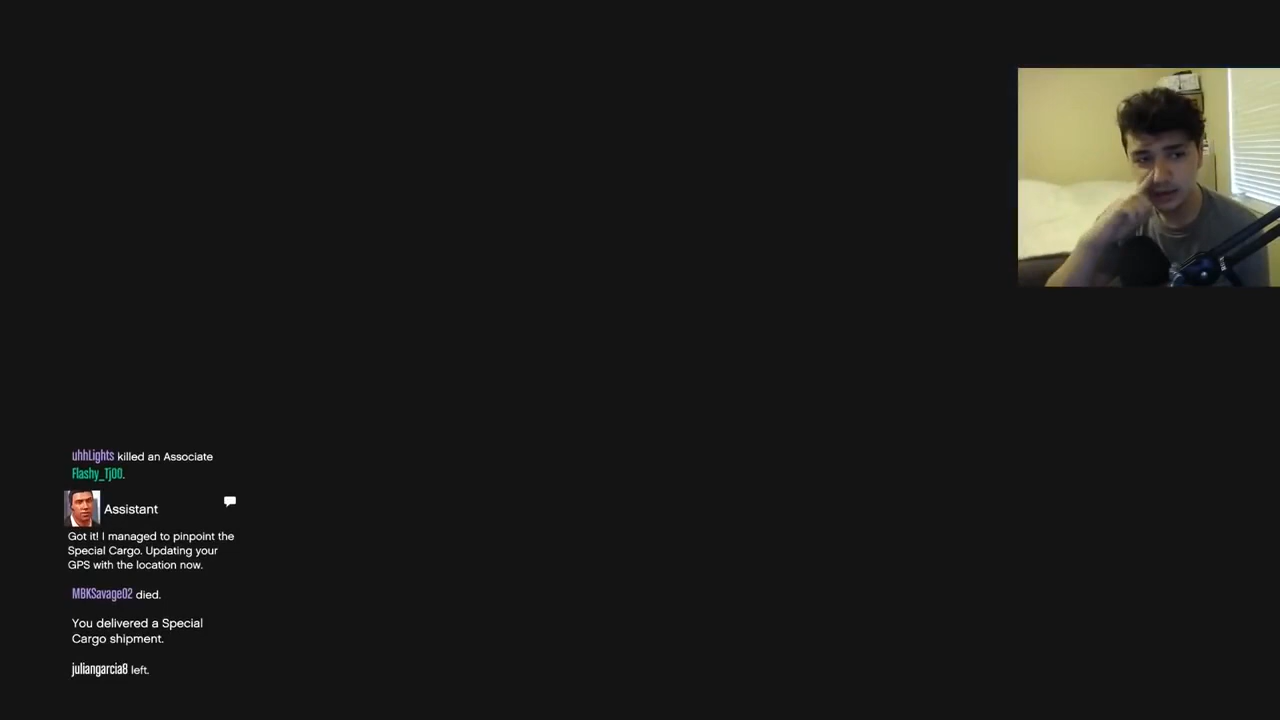 uhhLights killed an Associate
Flashy_Tj00.
Assistant
Got it! I managed to pinpoint the
Special Cargo. Updating your
GPS with the location now.
MBKSavage02 died.
You delivered a Special
Cargo shipment.
juliangarcia8 left.